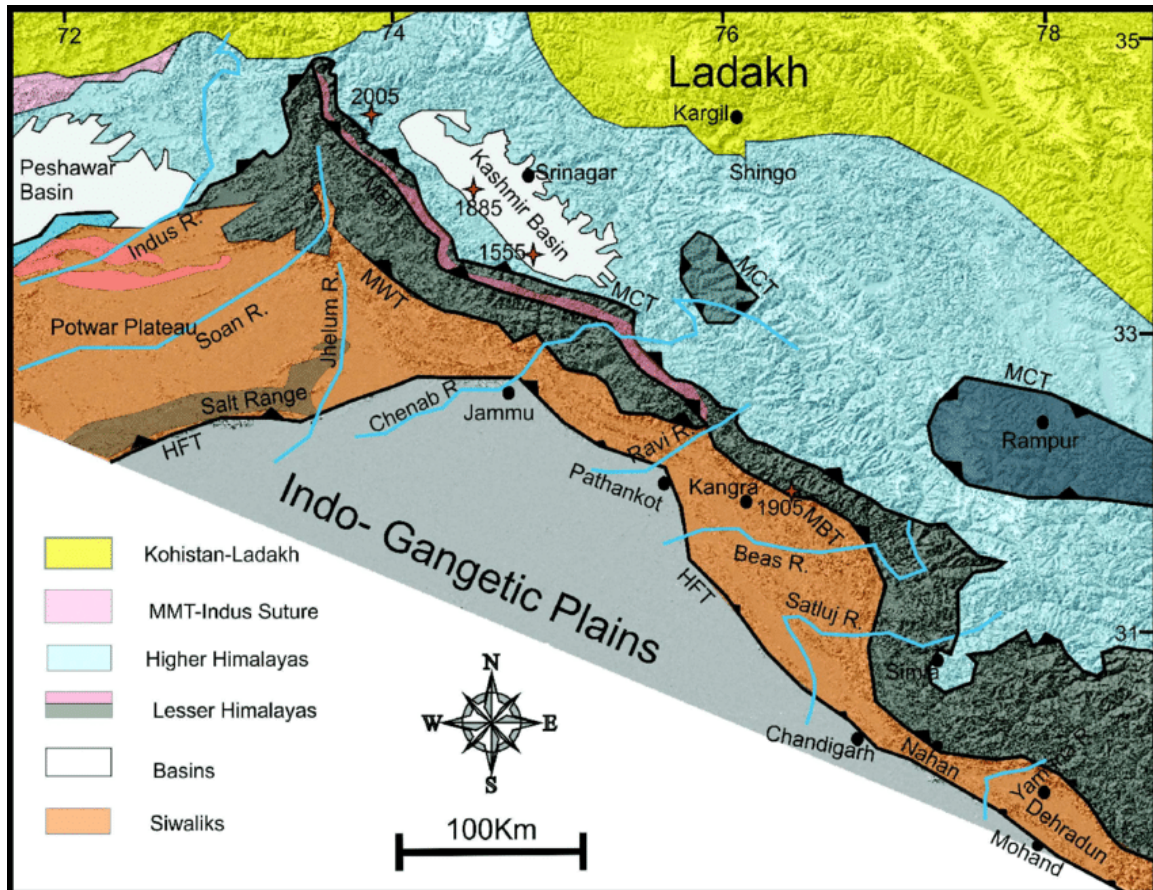 72
74
76
78
35
Ladakh
Kargil
2005
Peshawar
Basin
Srinagar
Shingo
Kashmir Basin
1885
MBT
Indus R.
1555
MCT
MCT
MWT
Potwar Plateau
Soan R.
Jhelum R.
33
MCT
Salt Range
Chenab R
Jammu
Rampur
HFT
Ravi R.
Pathankot
Kangra
1905
MBT
Indo- Gangetic Plains
Beas R.
HFT
Satluj R.
31
Simla
Kohistan-Ladakh
MMT-Indus Suture
Higher Himalayas
Lesser Himalayas
Basins
Siwaliks
N
W
E
S
100Km
Chandigarh
Nahan
Dehradun
Mohand